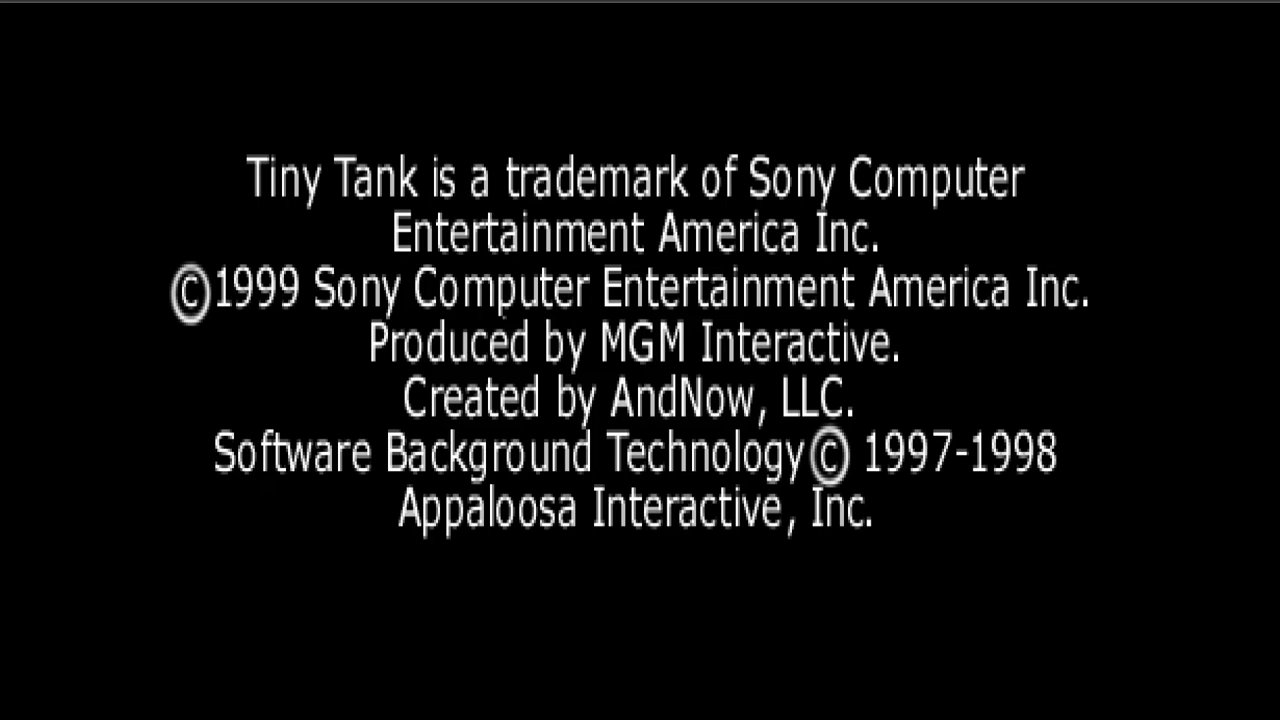 Tiny Tank is a trademark of Sony Computer
Entertainment America Inc.
©1999 Sony Computer Entertainment America Inc.
Produced by MGM Interactive.
Created by AndNow, LLC.
Software Background Technology© 1997-1998
Appaloosa Interactive, Inc.